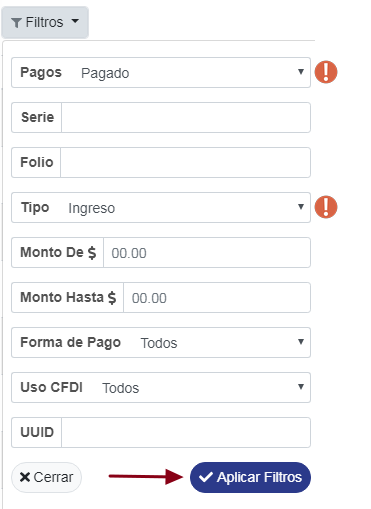 Filtros
Pagos Pagado
Serie
Folio
Tipo Ingreso
Monto De $ 00.00
Monto Hasta $ 00.00
Forma de Pago Todos
Uso CFDI Todos
UUID
Cerrar Aplicar Filtros